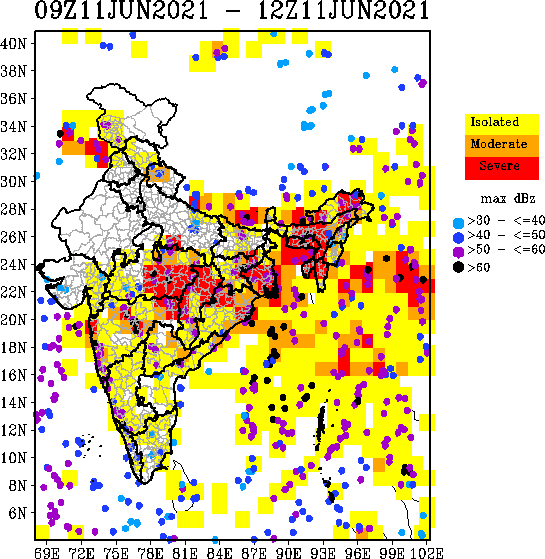 09Z11JUN2021 - 12Z11JUN2021
40N
38N
36N
34N
32N
30N
28N
26N
24N
22N
20N
18N
16N
14N
12N
10N
8N
6N
69E 72E 75E 78E 81E 84E 87E 90E 93E 96E 99E 102E
Isolated
Moderate
Severe
max dBz
>30 - <=40
>40 - <=50
>50 - <=60
>60